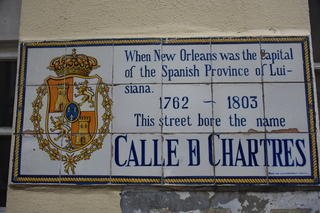 When New Orleans was the Capital
of the Spanish Province of Lui-
siana.
1762 - 1803
This street bore the name
CALLE D CHARTRES